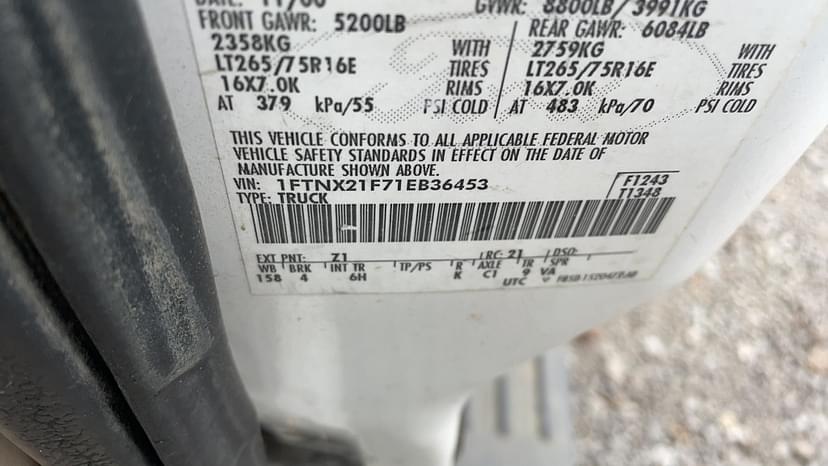 DATE: 11/00 GVWR: 8800LB/3991KG
FRONT GAWR: 5200LB REAR GAWR: 6084LB
2358KG WITH 2759KG WITH
LT265/75R16E TIRES LT265/75R16E TIRES
16X7.0K RIMS 16X7.0K RIMS
AT 379 kPa/55 PSI COLD AT 483 kPa/70 PSI COLD
THIS VEHICLE CONFORMS TO ALL APPLICABLE FEDERAL MOTOR
VEHICLE SAFETY STANDARDS IN EFFECT ON THE DATE OF
MANUFACTURE SHOWN ABOVE.
VIN: 1FTNX21F71EB36453 F1243
TYPE: TRUCK T1348
EXT PNT: Z1 RC: 21 DSO:
WB BRK INT TR TP/PS R AXLE TR SPR
158 4 6H K C1 9 VA
UTC